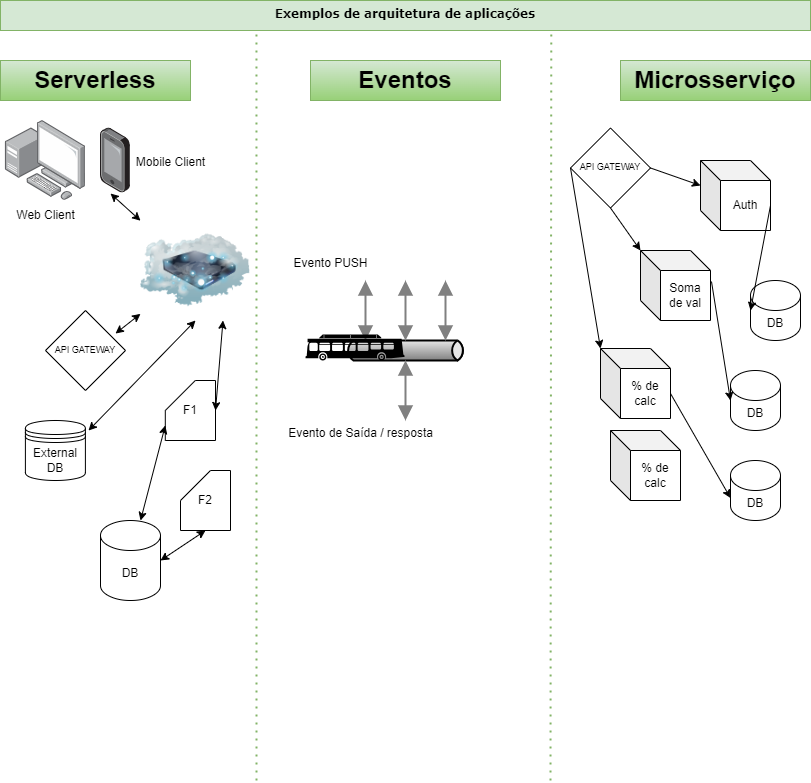 Exemplos de arquitetura de aplicações
Serverless
Mobile Client
Web Client
API GATEWAY
F1
External
DB
F2
DB
Eventos
Evento PUSH
Evento de Saída / resposta
Microsserviço
API GATEWAY
Auth
Soma
de val
DB
% de
calc
DB
% de
calc
DB